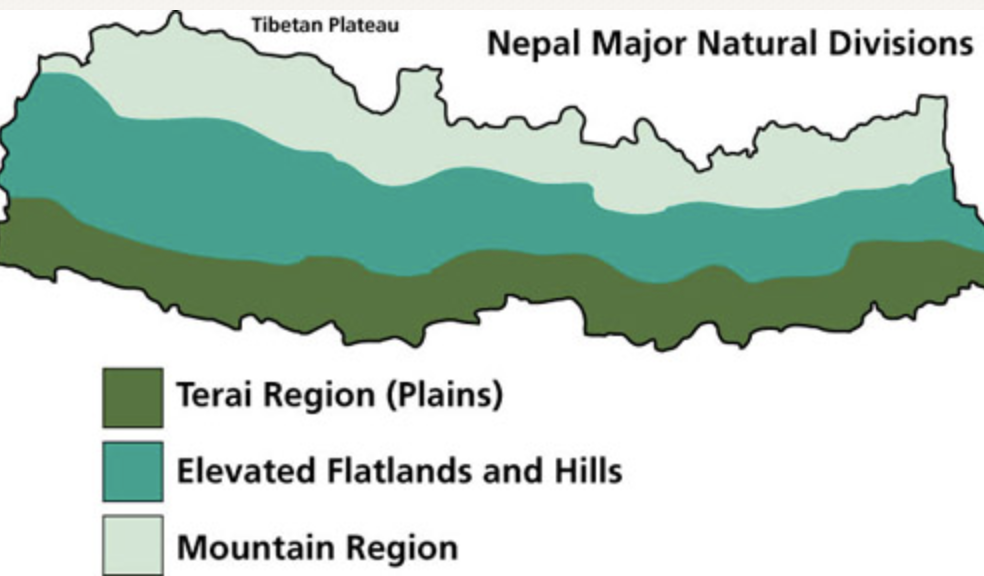 Tibetan Plateau
Nepal Major Natural Divisions
Terai Region (Plains)
Elevated Flatlands and Hills
Mountain Region